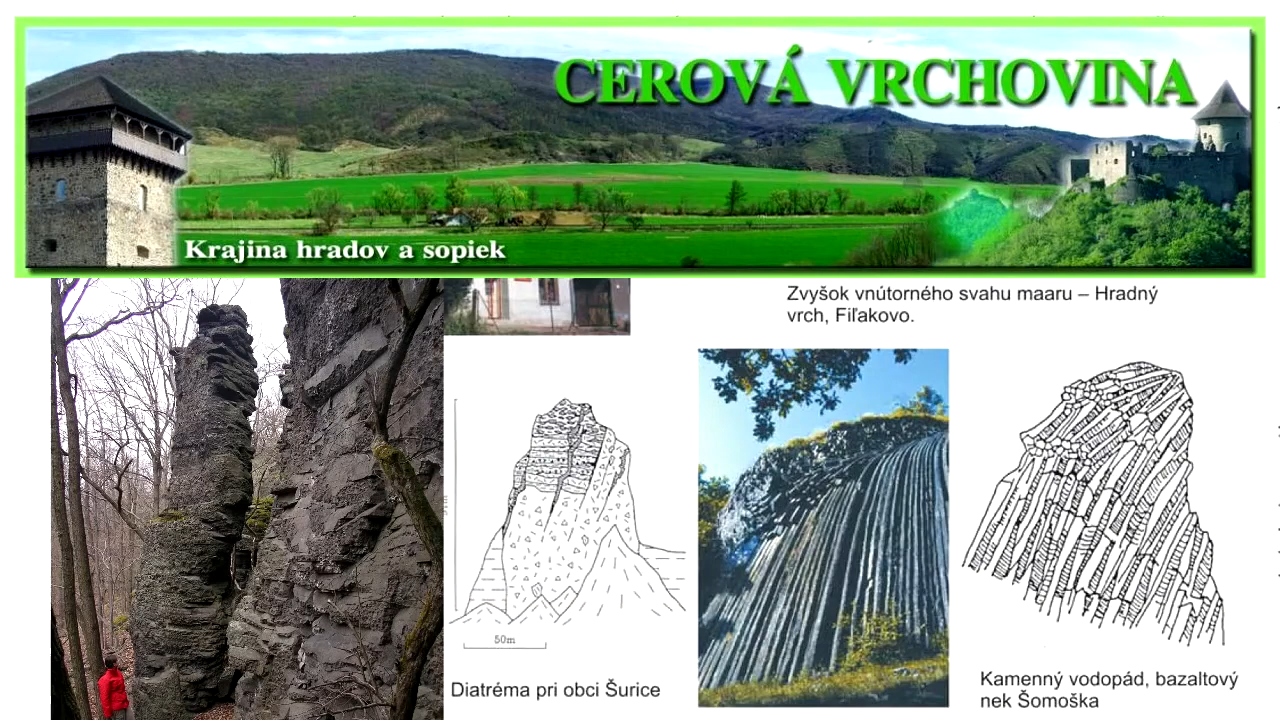 CEROVÁ VRCHOVINA
Krajina hradov a sopiek
Zvyšok vnútorného svahu maaru – Hradný
vrch, Fiľakovo.
50m
Diatréma pri obci Šurice
Kamenný vodopád, bazaltový
nek Šomoška